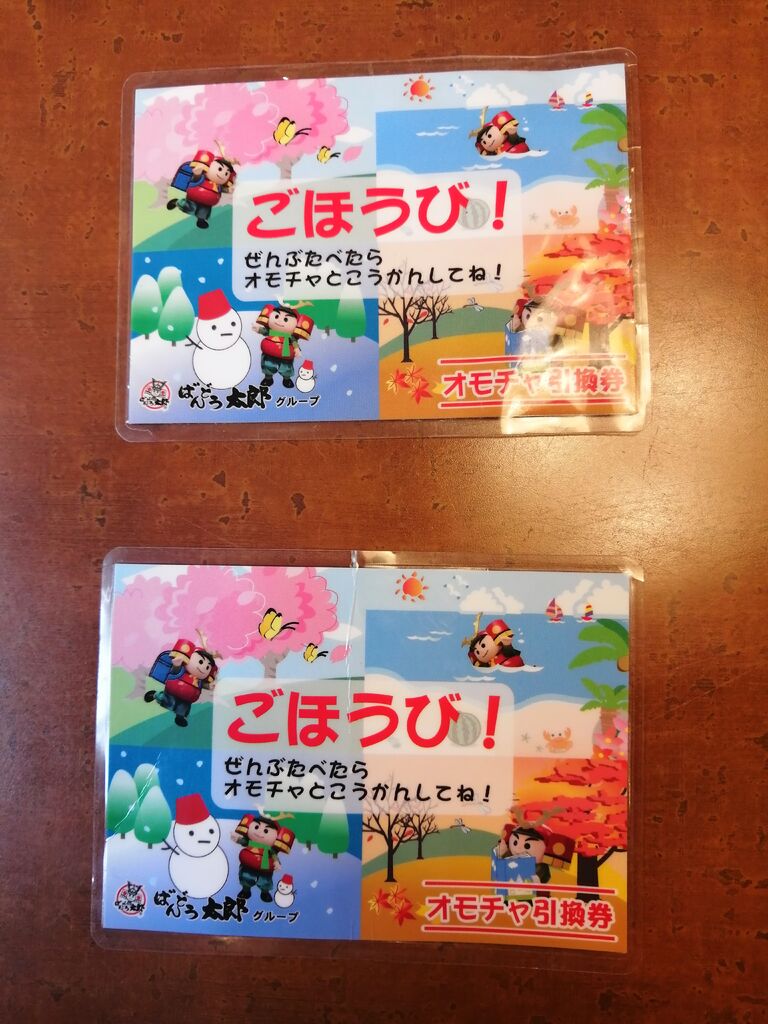 ごほうび！
ぜんぶたべたら
オモチャとこうかんしてね！
オモチャ引換券
ばんどう太郎 グループ
ごほうび！
ぜんぶたべたら
オモチャとこうかんしてね！
オモチャ引換券
ばんどう太郎 グループ